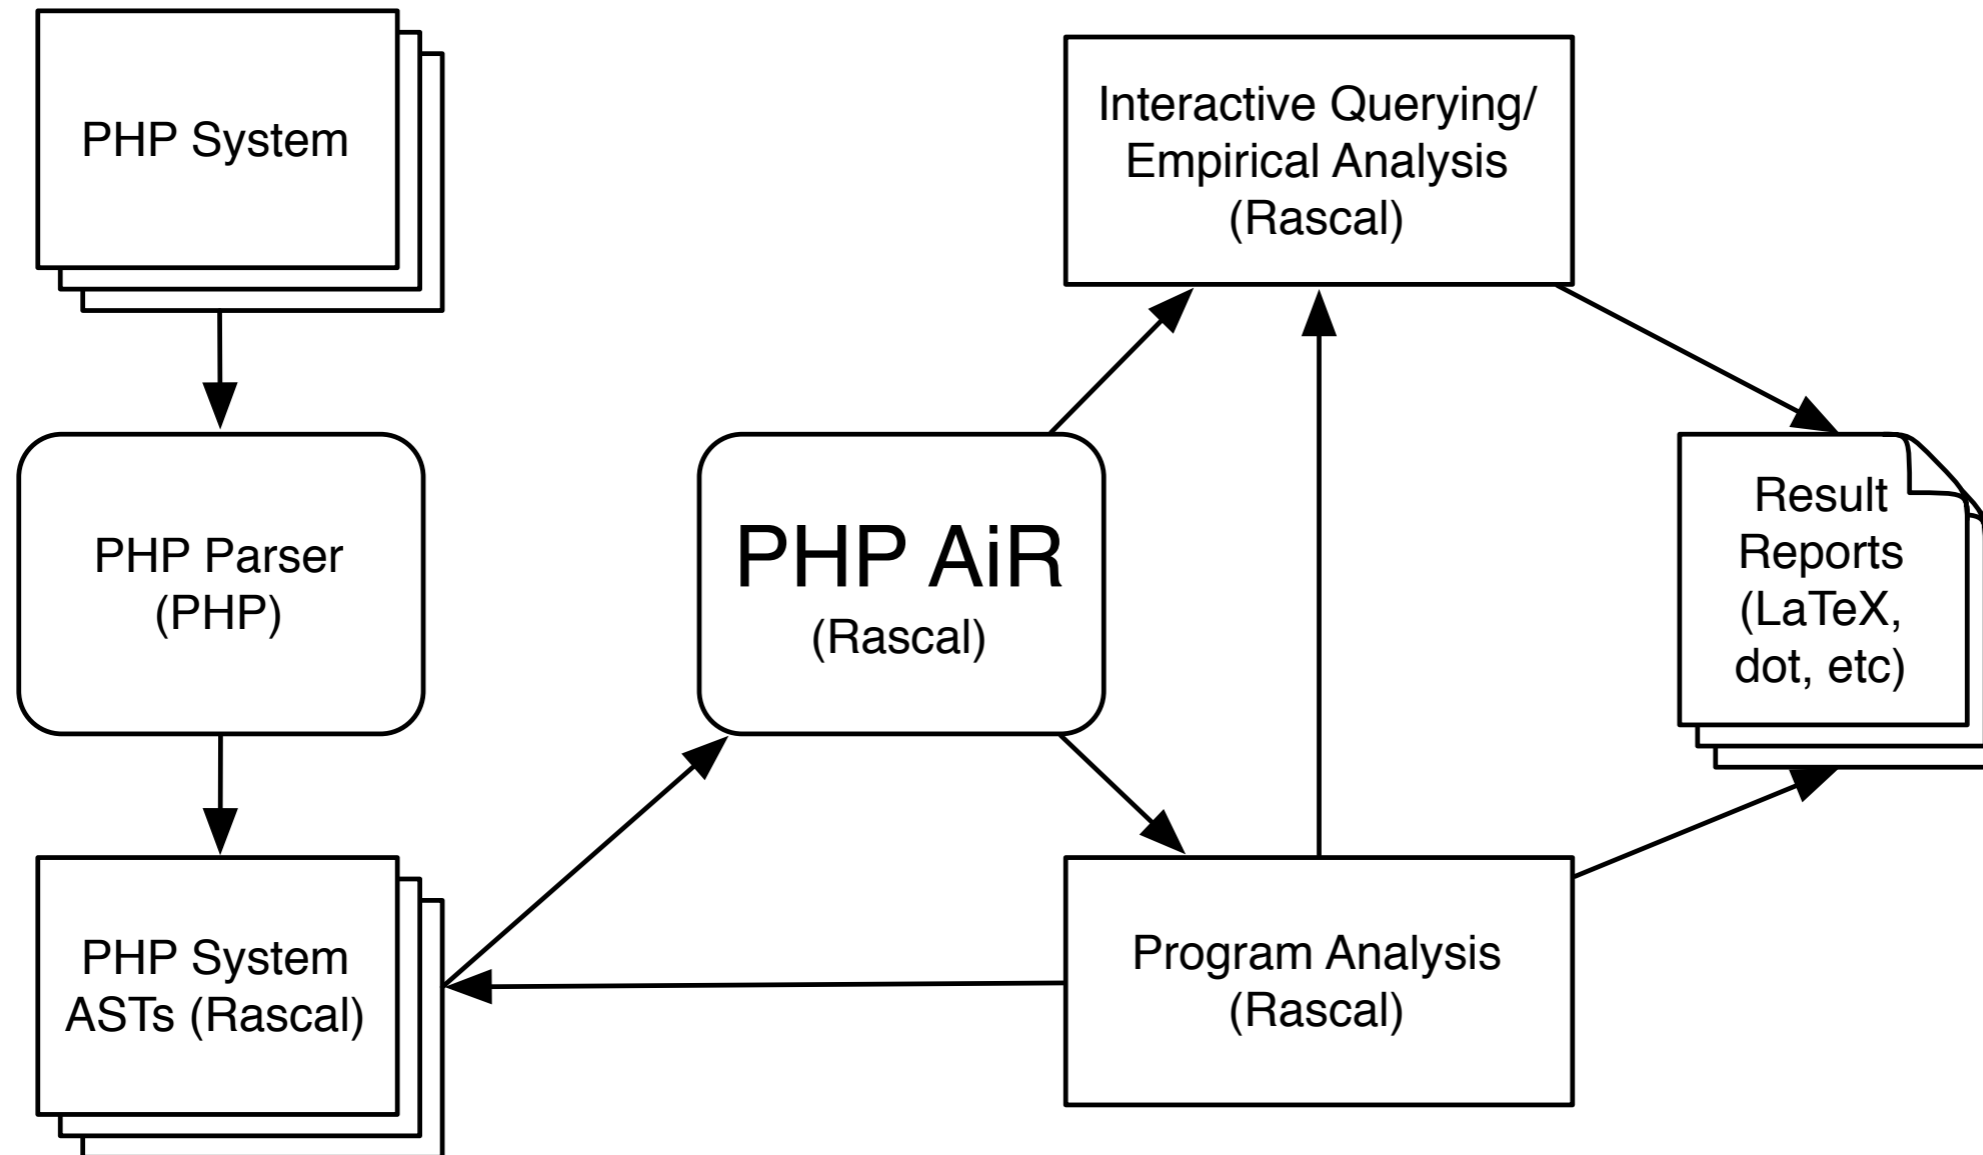 PHP System
Interactive Querying/
Empirical Analysis
(Rascal)
PHP Parser
(PHP)
PHP AiR
(Rascal)
Result
Reports
(LaTeX,
dot, etc)
PHP System
ASTs (Rascal)
Program Analysis
(Rascal)